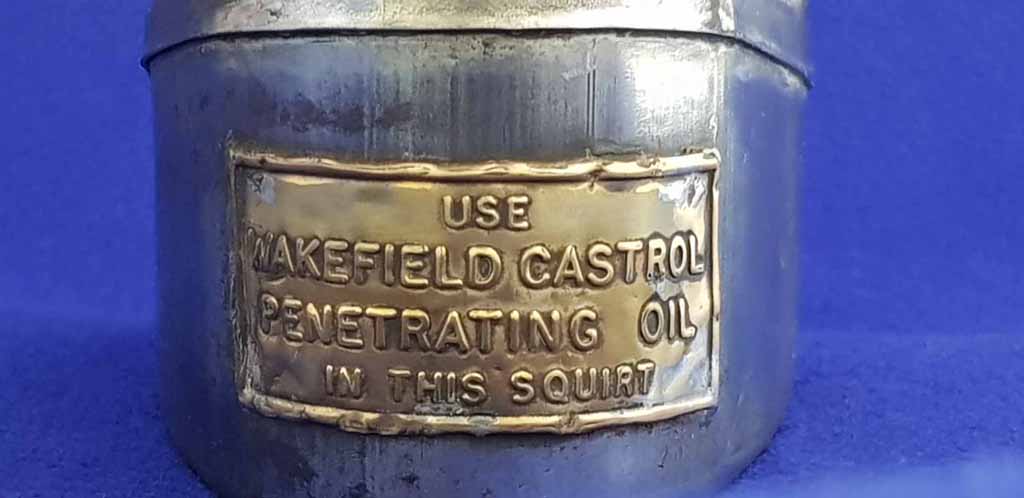 USE
WAKEFIELD CASTROL
PENETRATING OIL
IN THIS SQUIRT